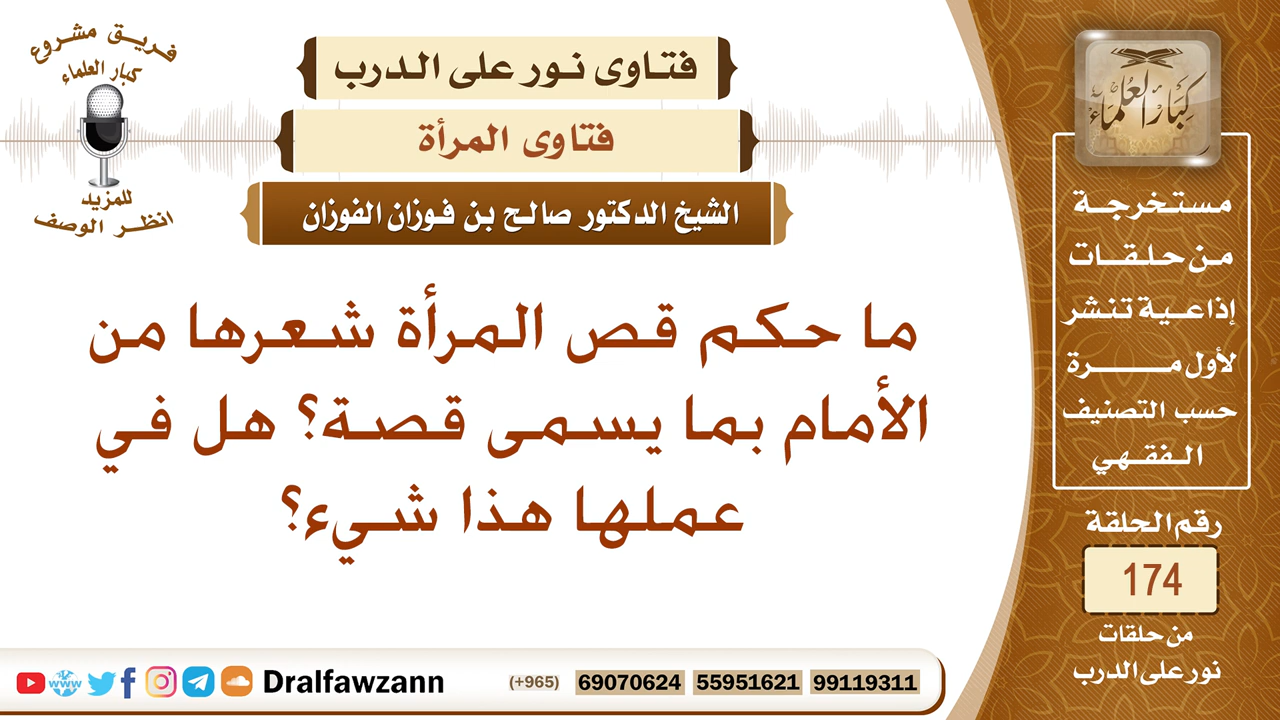 فريق مشروع
كبار العلماء
للمزيد
انظر الوصف
فتاوى نور على الدرب
فتاوى المرأة
الشيخ الدكتور صالح بن فوزان الفوزان
ما حكم قص المرأة شعرها من
الأمام بما يسمى قصة؟ هل في
عملها هذا شيء؟
كبار العلماء
مستخرجة
من حلقات
إذاعية تنشر
لأول مرة
حسب التصنيف
الفقهي
رقم الحلقة
174
من حلقات
نور على الدرب
www Dralfawzann (+965) 69070624 55951621 99119311